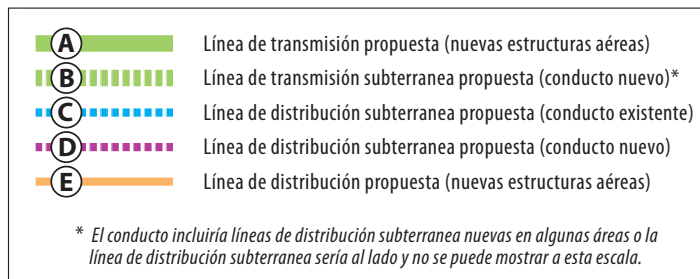 A Línea de transmisión propuesta (nuevas estructuras aéreas)
B Línea de transmisión subterranea propuesta (conducto nuevo)*
C Línea de distribución subterranea propuesta (conducto existente)
D Línea de distribución subterranea propuesta (conducto nuevo)
E Línea de distribución propuesta (nuevas estructuras aéreas)
* El conducto incluiría líneas de distribución subterranea nuevas en algunas áreas o la
línea de distribución subterranea sería al lado y no se puede mostrar a esta escala.